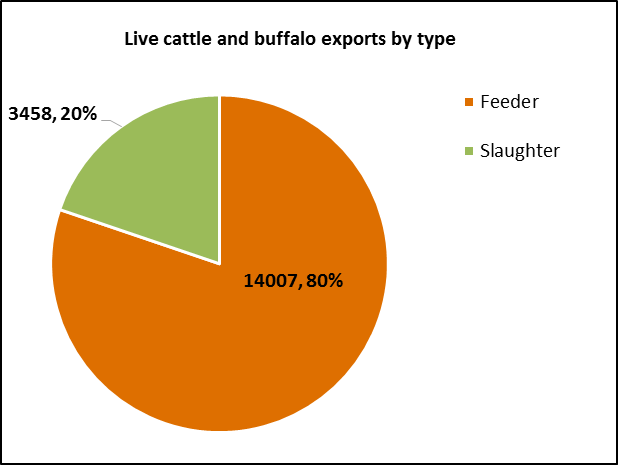 Live cattle and buffalo exports by type
3458, 20%
Feeder
Slaughter
14007, 80%